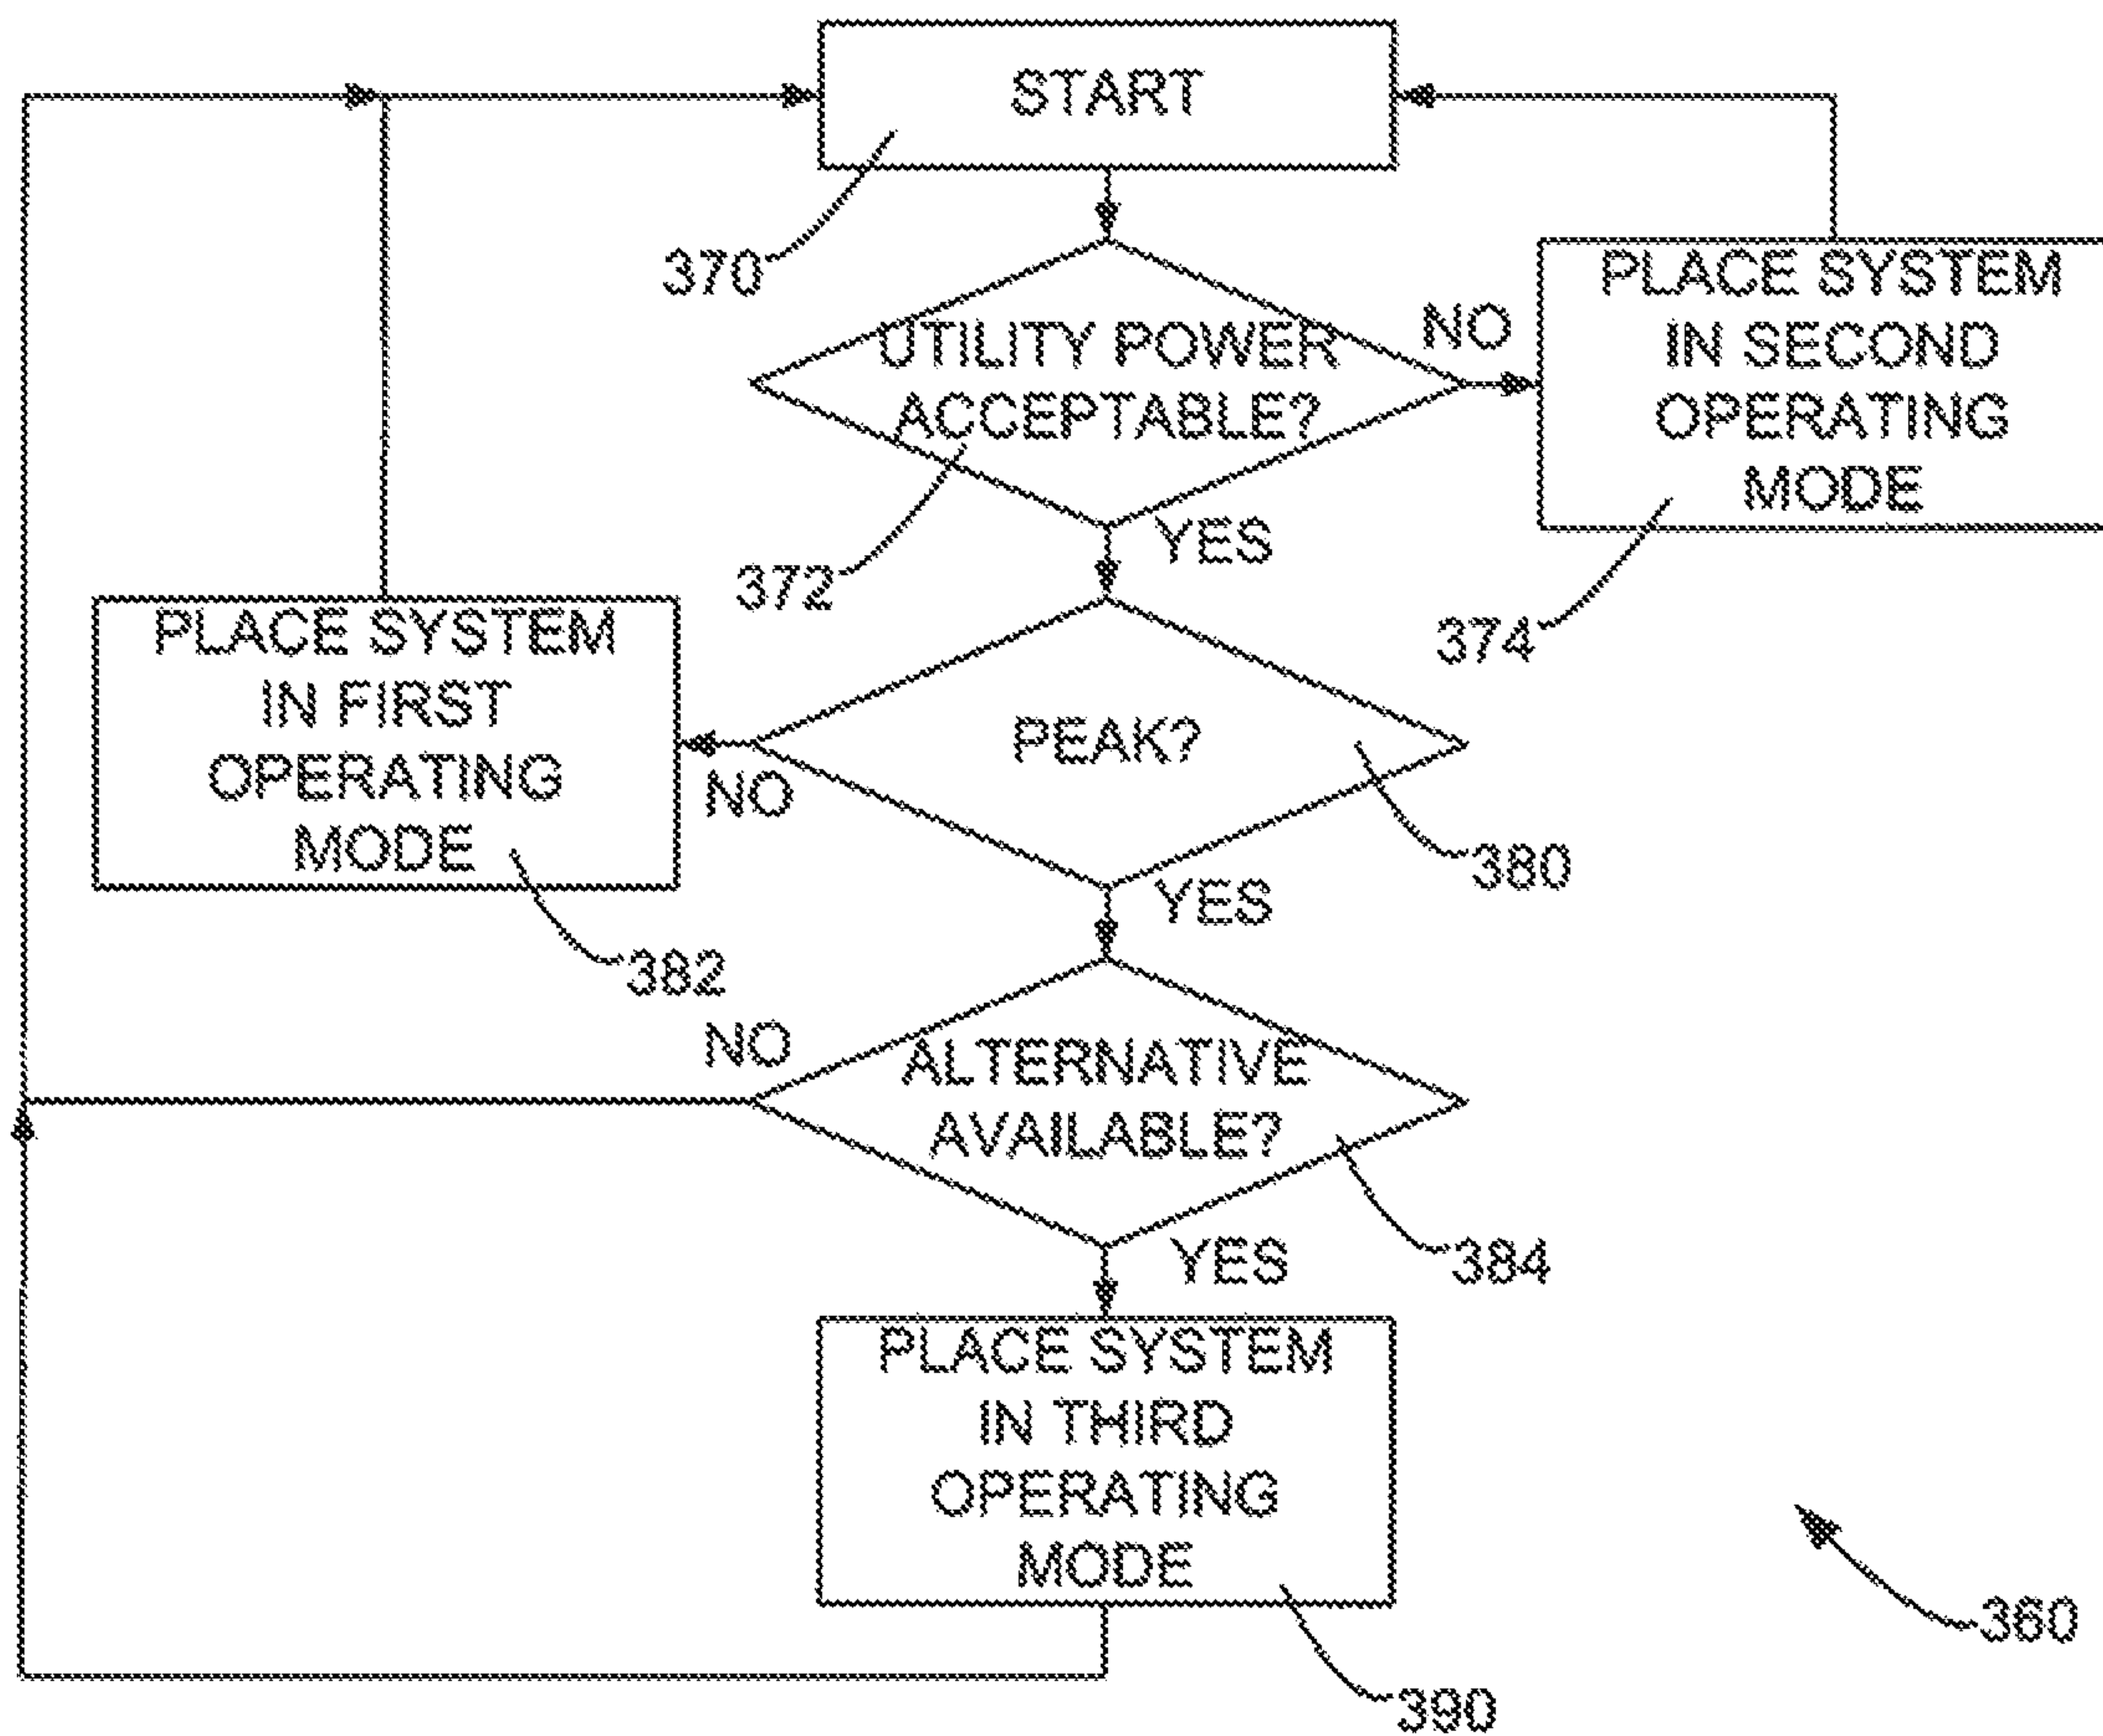 START
370
UTILITY POWER
ACCEPTABLE?
372
NO
PLACE SYSTEM
IN SECOND
OPERATING
MODE
374
YES
PEAK?
380
NO
PLACE SYSTEM
IN FIRST
OPERATING
MODE
382
YES
ALTERNATIVE
AVAILABLE?
384
NO
YES
PLACE SYSTEM
IN THIRD
OPERATING
MODE
390
360